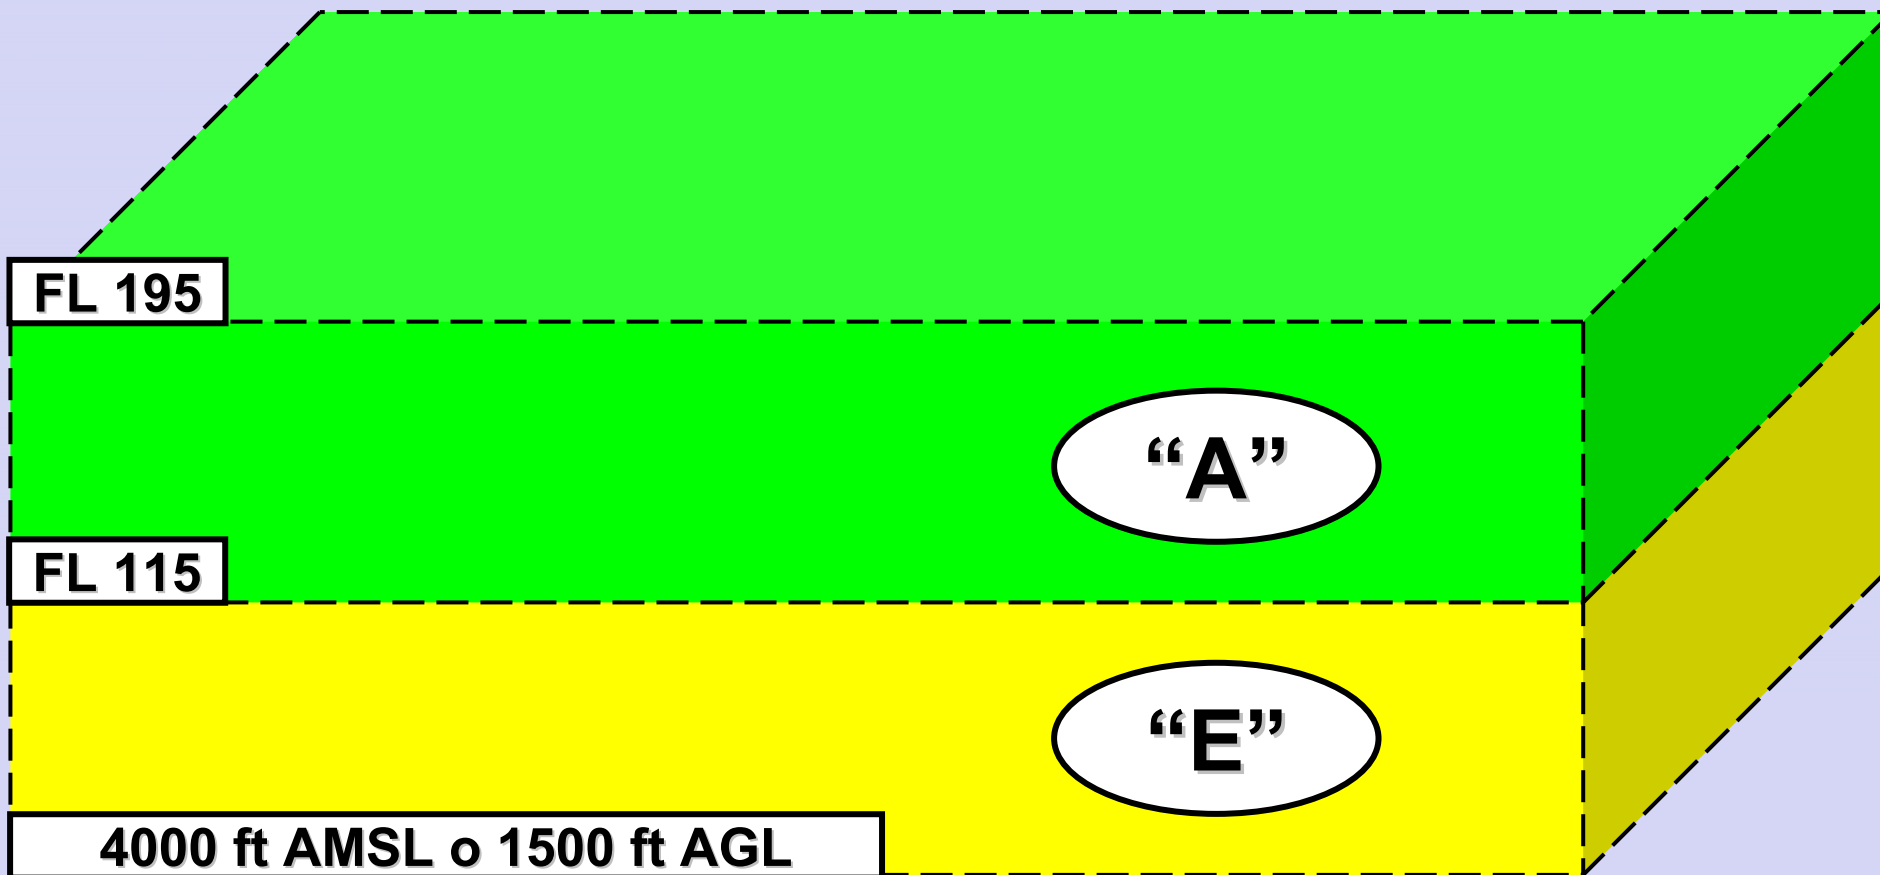 FL 195
“A”
FL 115
“E”
4000 ft AMSL o 1500 ft AGL